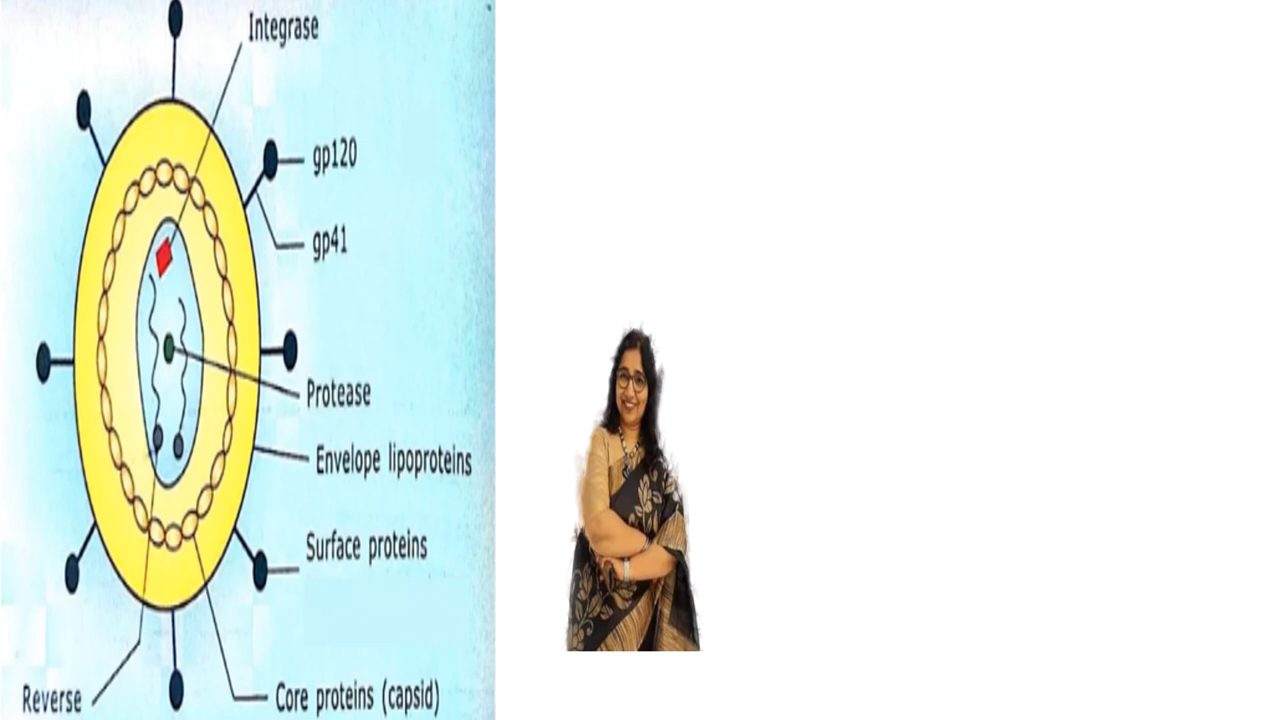 Integrase
gp120
gp41
Protease
Envelope lipoproteins
Surface proteins
Reverse
Core proteins (capsid)